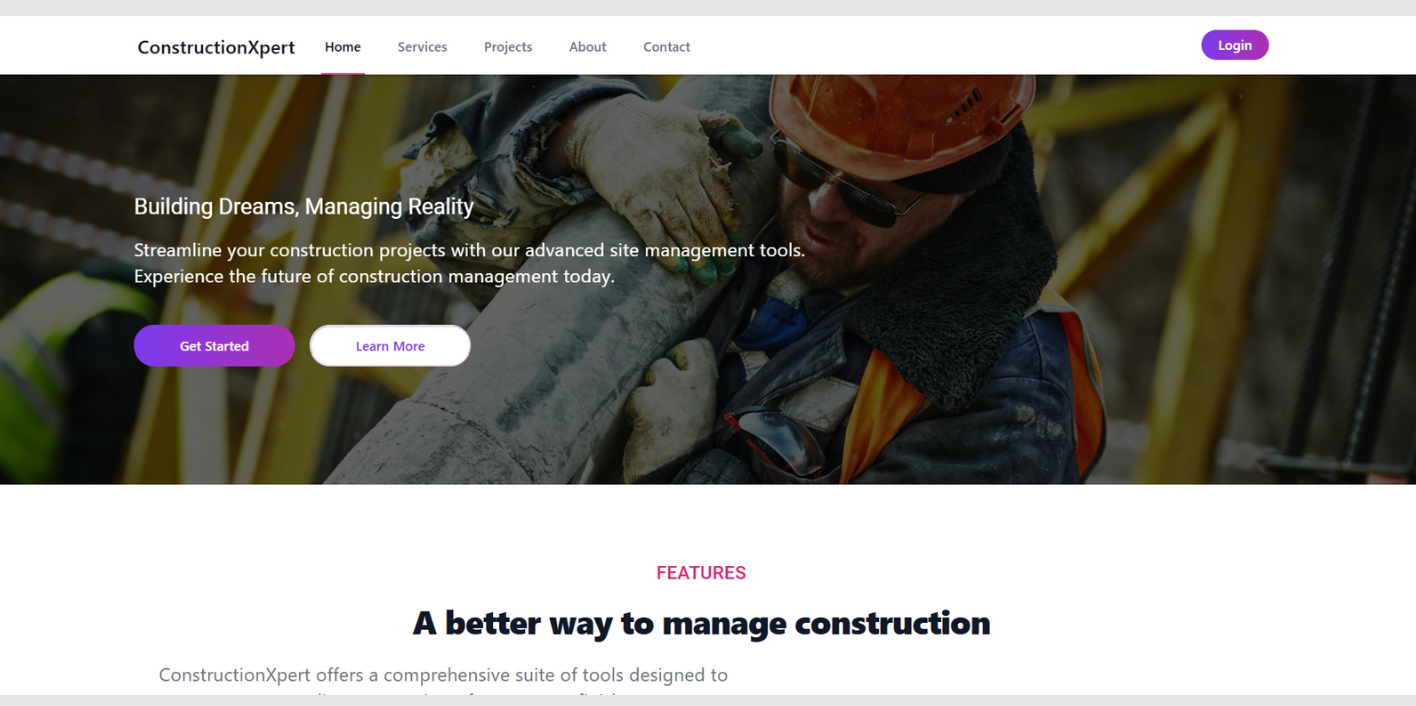 ConstructionXpert Home Services Projects About Contact Login
Building Dreams, Managing Reality
Streamline your construction projects with our advanced site management tools.
Experience the future of construction management today.
Get Started Learn More
FEATURES
A better way to manage construction
ConstructionXpert offers a comprehensive suite of tools designed to